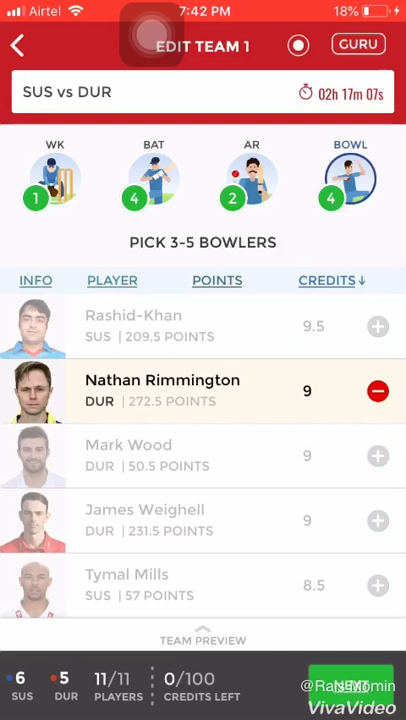 Airtel 7:42 PM 18%
EDIT TEAM 1 GURU
SUS vs DUR 02h 17m 07s
WK BAT AR BOWL
1 4 2 4
PICK 3-5 BOWLERS
INFO PLAYER POINTS CREDITS↓
Rashid-Khan
SUS | 209.5 POINTS 9.5
Nathan Rimmington
DUR | 272.5 POINTS 9
Mark Wood
DUR | 50.5 POINTS 9
James Weighell
DUR | 231.5 POINTS 9
Tymal Mills
SUS | 57 POINTS 8.5
TEAM PREVIEW
6 5 11/11 0/100
SUS DUR PLAYERS CREDITS LEFT
NEXT
VivaVideo